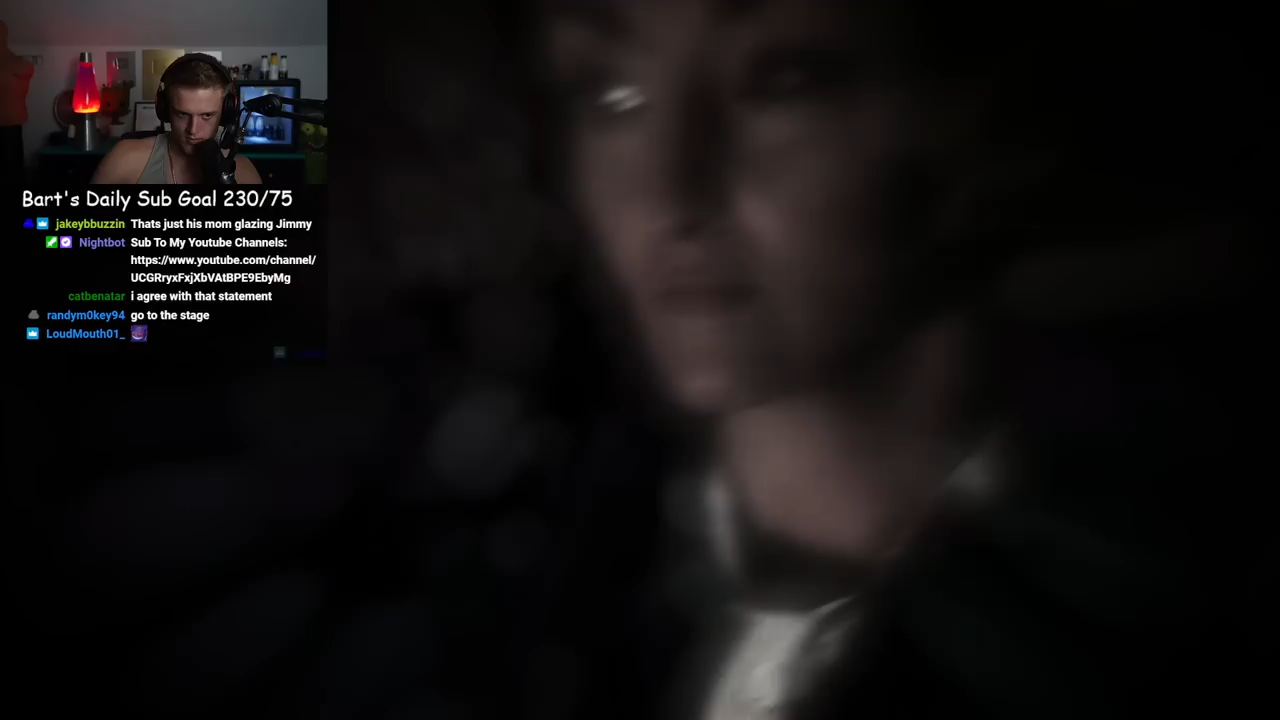 Bart's Daily Sub Goal 230/75
jakeybbuzzin Thats just his mom glazing Jimmy
Nightbot Sub To My Youtube Channels:
https://www.youtube.com/channel/
UCGRryxFxjXbVAtBPE9EbyMg
catbenatar i agree with that statement
randym0key94 go to the stage
LoudMouth01_